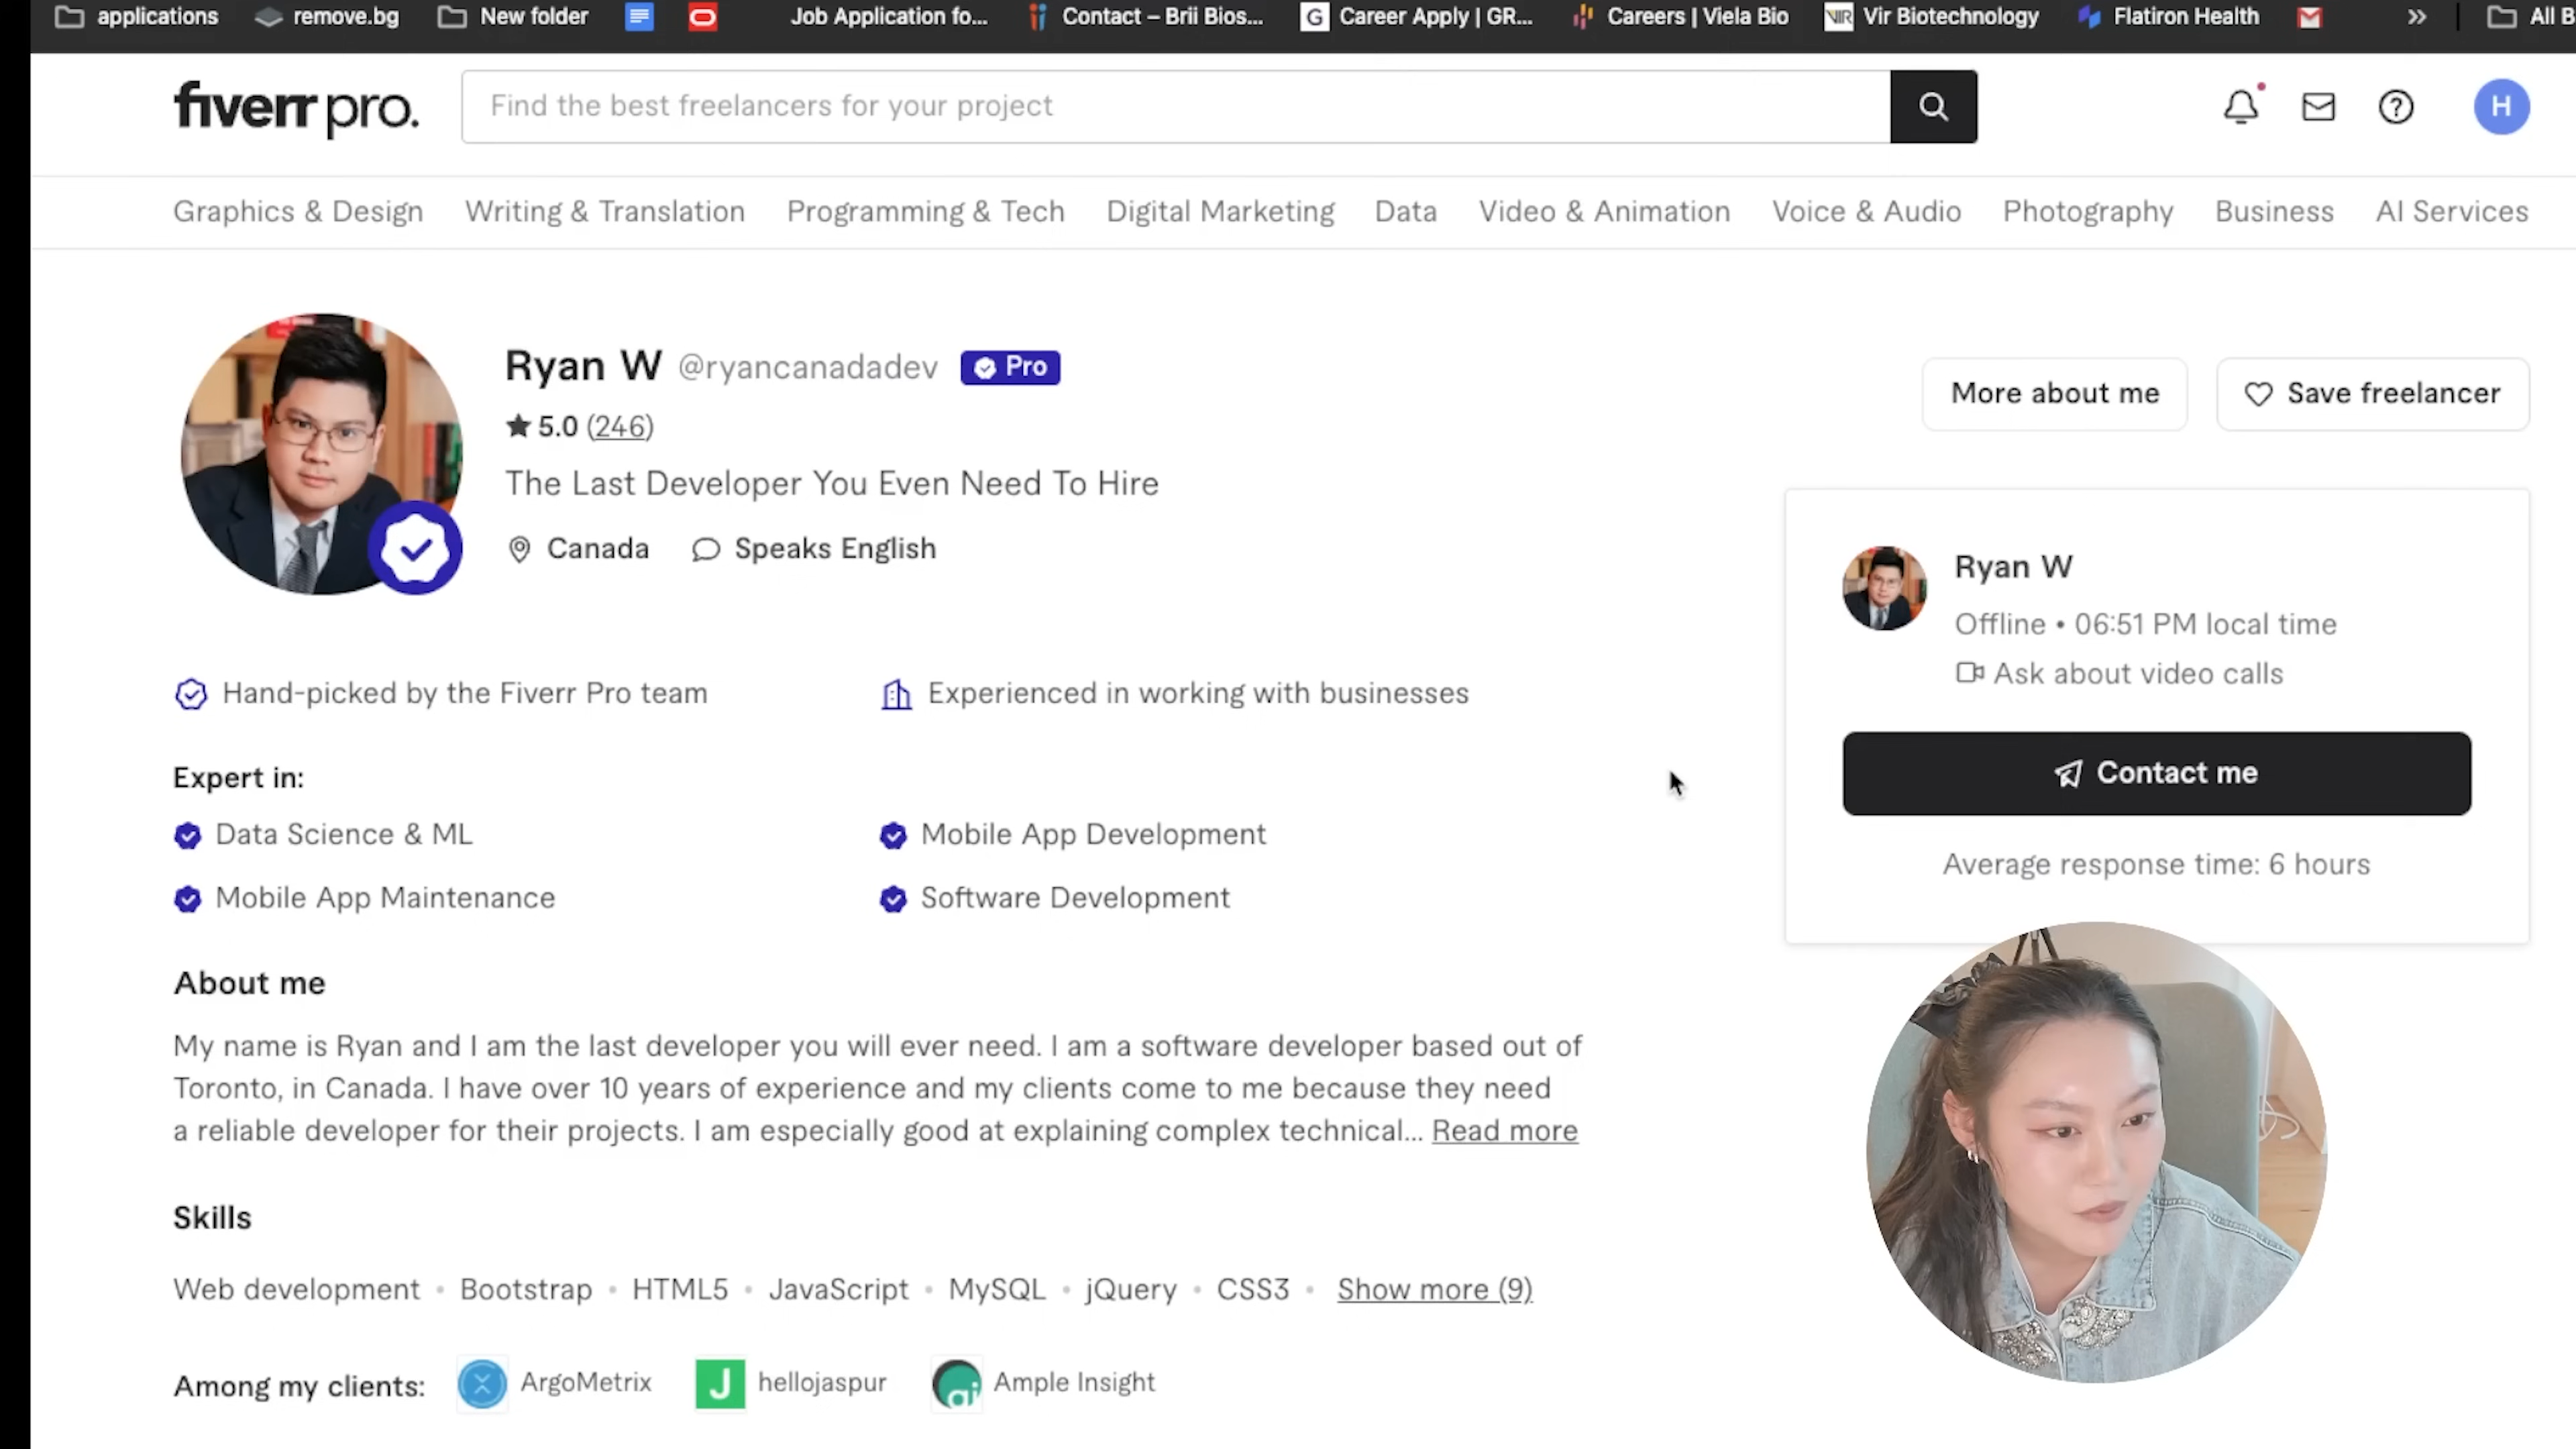 applications remove.bg New folder Job Application fo... Contact – Brii Bios... G Career Apply | GR... Careers | Viela Bio VIR Vir Biotechnology Flatiron Health All B
fiverr pro. Find the best freelancers for your project H
Graphics & Design Writing & Translation Programming & Tech Digital Marketing Data Video & Animation Voice & Audio Photography Business AI Services
Ryan W @ryancanadadev Pro
5.0 (246)
More about me Save freelancer
The Last Developer You Even Need To Hire
Canada Speaks English
Ryan W
Offline • 06:51 PM local time
Ask about video calls
Contact me
Average response time: 6 hours
Hand-picked by the Fiverr Pro team Experienced in working with businesses
Expert in:
Data Science & ML Mobile App Development
Mobile App Maintenance Software Development
About me
My name is Ryan and I am the last developer you will ever need. I am a software developer based out of
Toronto, in Canada. I have over 10 years of experience and my clients come to me because they need
a reliable developer for their projects. I am especially good at explaining complex technical... Read more
Skills
Web development • Bootstrap • HTML5 • JavaScript • MySQL • jQuery • CSS3 • Show more (9)
Among my clients: ArgoMetrix J hellojaspur ai Ample Insight